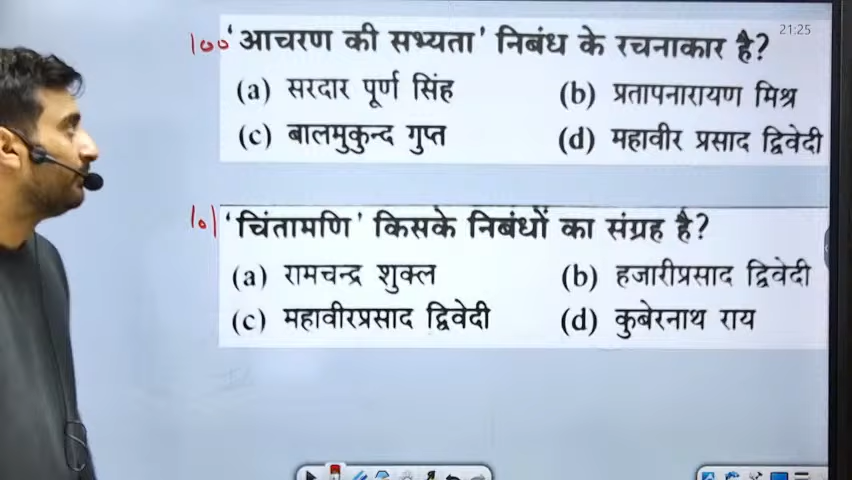 21:25
100 'आचरण की सभ्यता' निबंध के रचनाकार है?
(a) सरदार पूर्ण सिंह (b) प्रतापनारायण मिश्र
(c) बालमुकुन्द गुप्त (d) महावीर प्रसाद द्विवेदी
101 'चिंतामणि' किसके निबंधों का संग्रह है?
(a) रामचन्द्र शुक्ल (b) हजारीप्रसाद द्विवेदी
(c) महावीरप्रसाद द्विवेदी (d) कुबेरनाथ राय